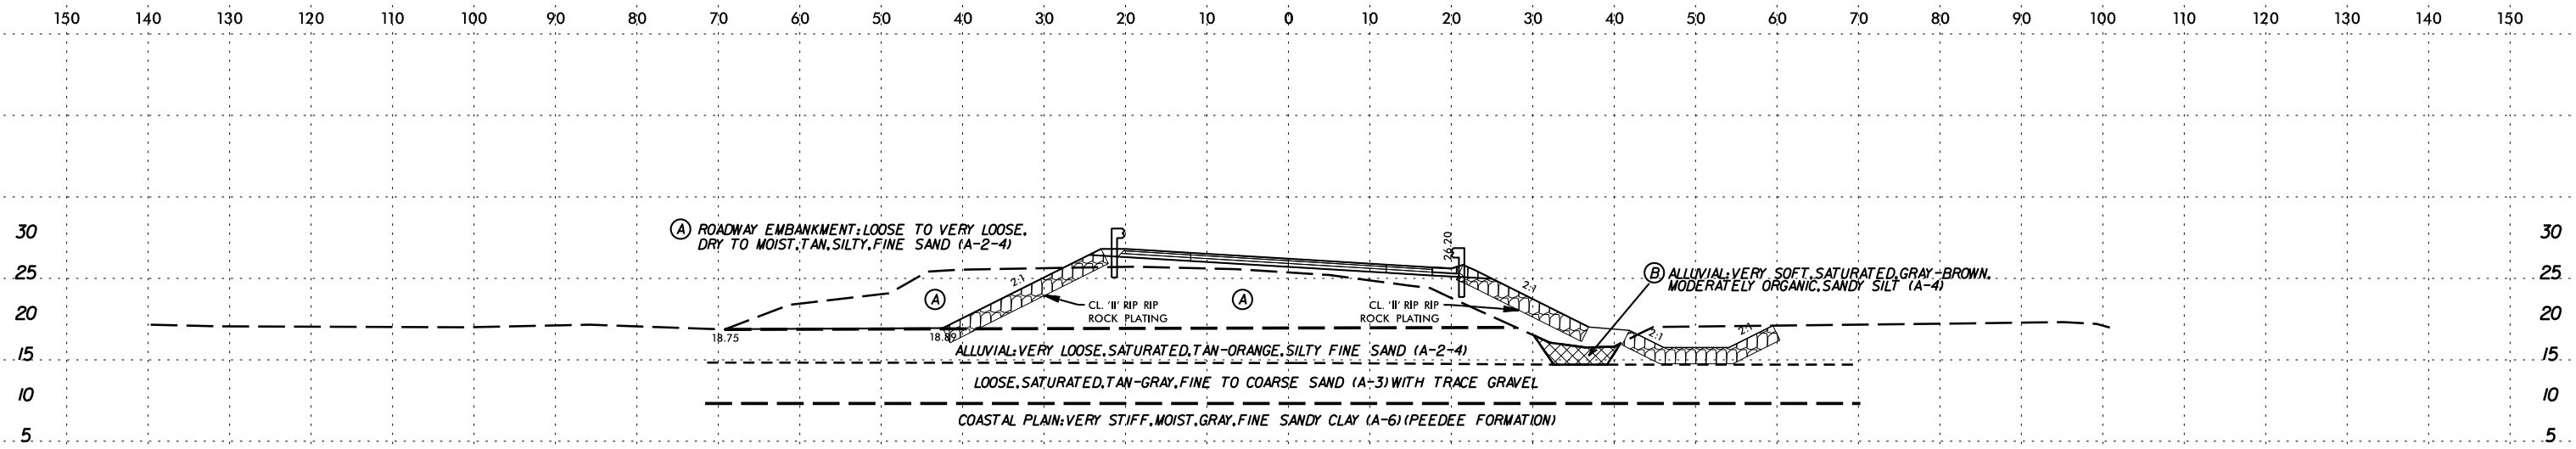 150 140 130 120 110 100 90 80 70 60 50 40 30 20 10 0 10 20 30 40 50 60 70 80 90 100 110 120 130 140 150
30 30
Ⓐ ROADWAY EMBANKMENT: LOOSE TO VERY LOOSE,
DRY TO MOIST, TAN, SILTY, FINE SAND (A-2-4)
26.20
25 25
2:1
2:1
Ⓑ ALLUVIAL: VERY SOFT, SATURATED, GRAY-BROWN,
MODERATELY ORGANIC, SANDY SILT (A-4)
Ⓐ
Ⓐ
CL. 'II' RIP RIP
ROCK PLATING
CL. 'II' RIP RIP
ROCK PLATING
20 20
18.75
18.89
2:1
2:1
ALLUVIAL: VERY LOOSE, SATURATED, TAN-ORANGE, SILTY FINE SAND (A-2-4)
15 15
LOOSE, SATURATED, TAN-GRAY, FINE TO COARSE SAND (A-3) WITH TRACE GRAVEL
10 10
COASTAL PLAIN: VERY STIFF, MOIST, GRAY, FINE SANDY CLAY (A-6) (PEEDEE FORMATION)
5 5